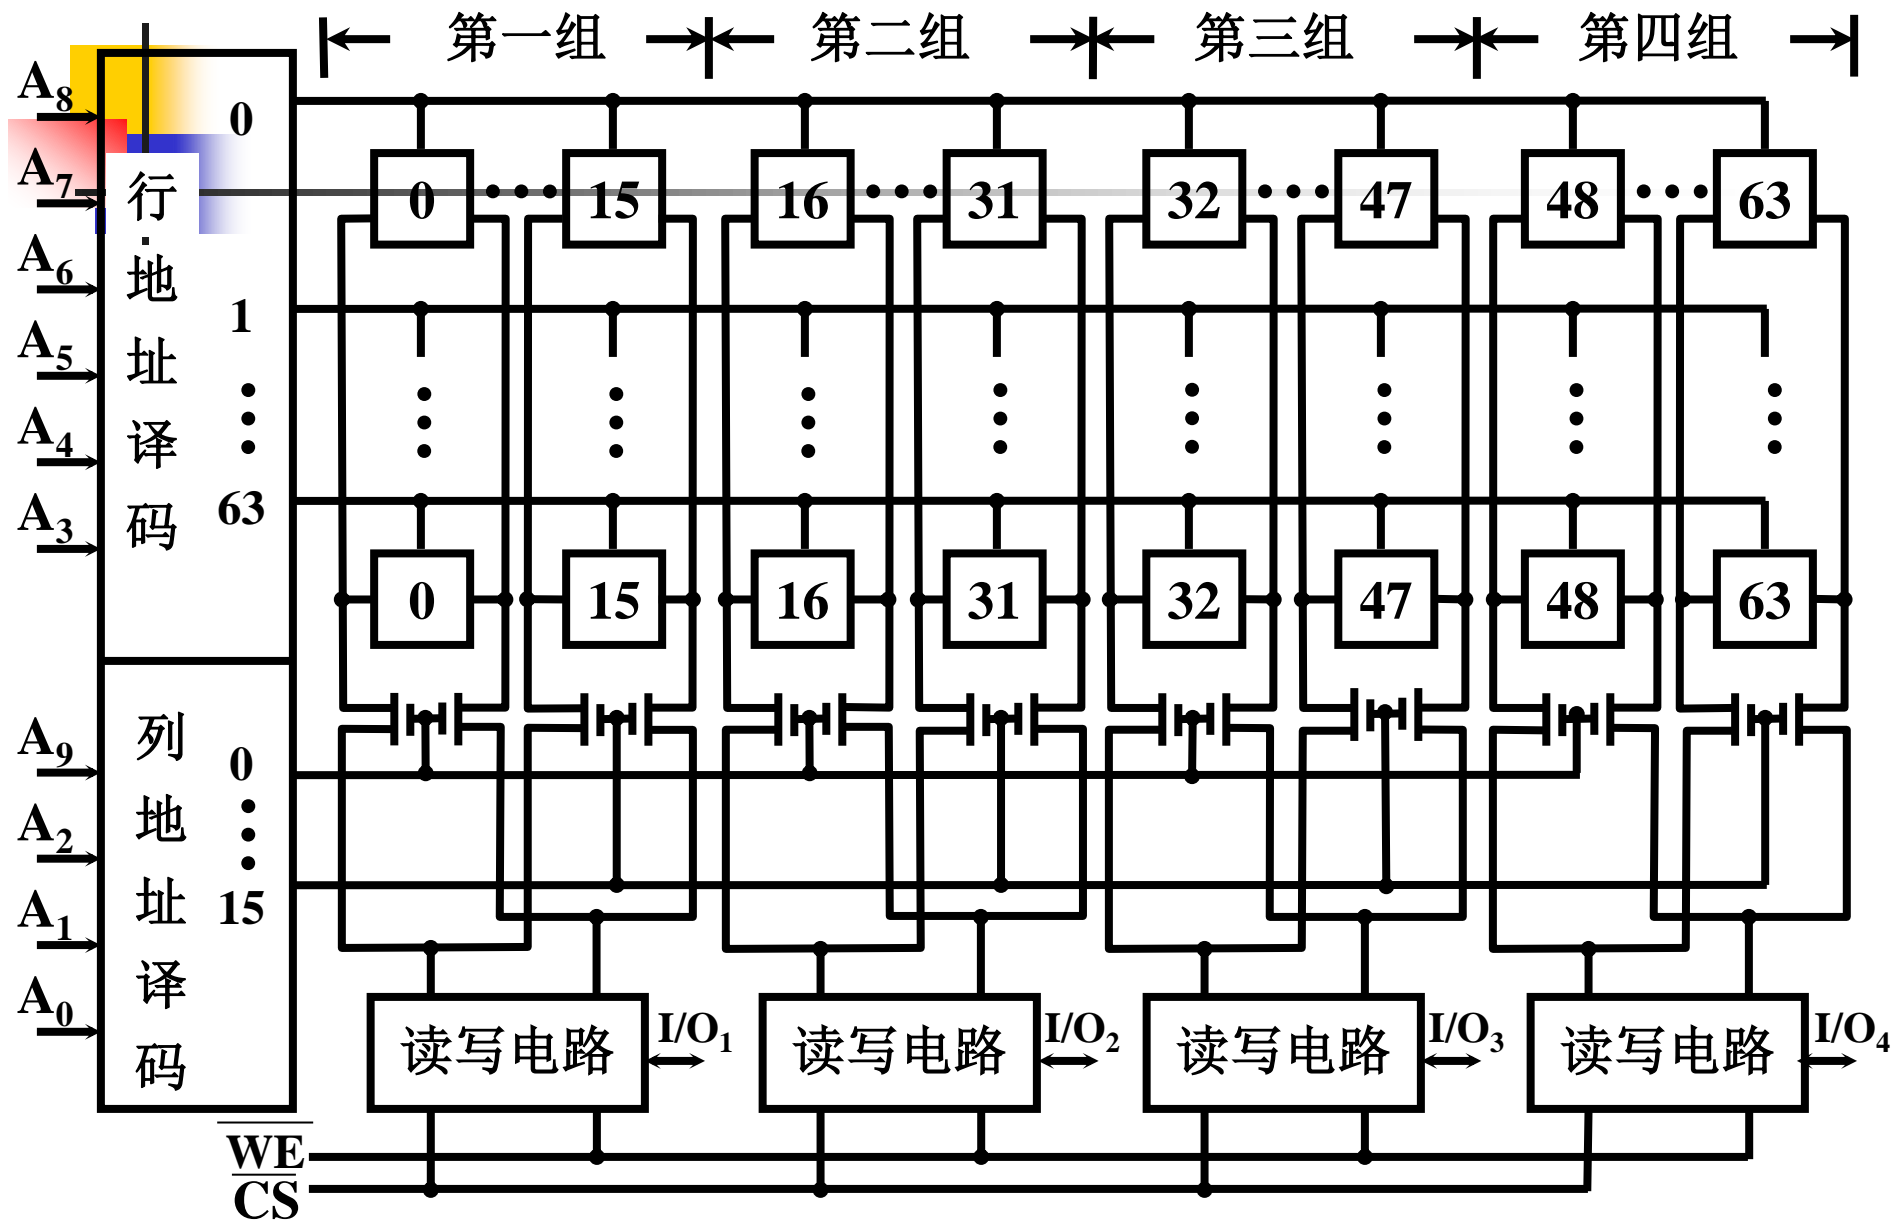 第一组 第二组 第三组 第四组
A8
0
A7
行地址译码
0 15 16 31 32 47 48 63
A6
1
A5
A4
63
A3
0 15 16 31 32 47 48 63
列地址译码
A9
0
A2
15
A1
A0
读写电路 I/O1 读写电路 I/O2 读写电路 I/O3 读写电路 I/O4
W̅E̅
C̅S̅